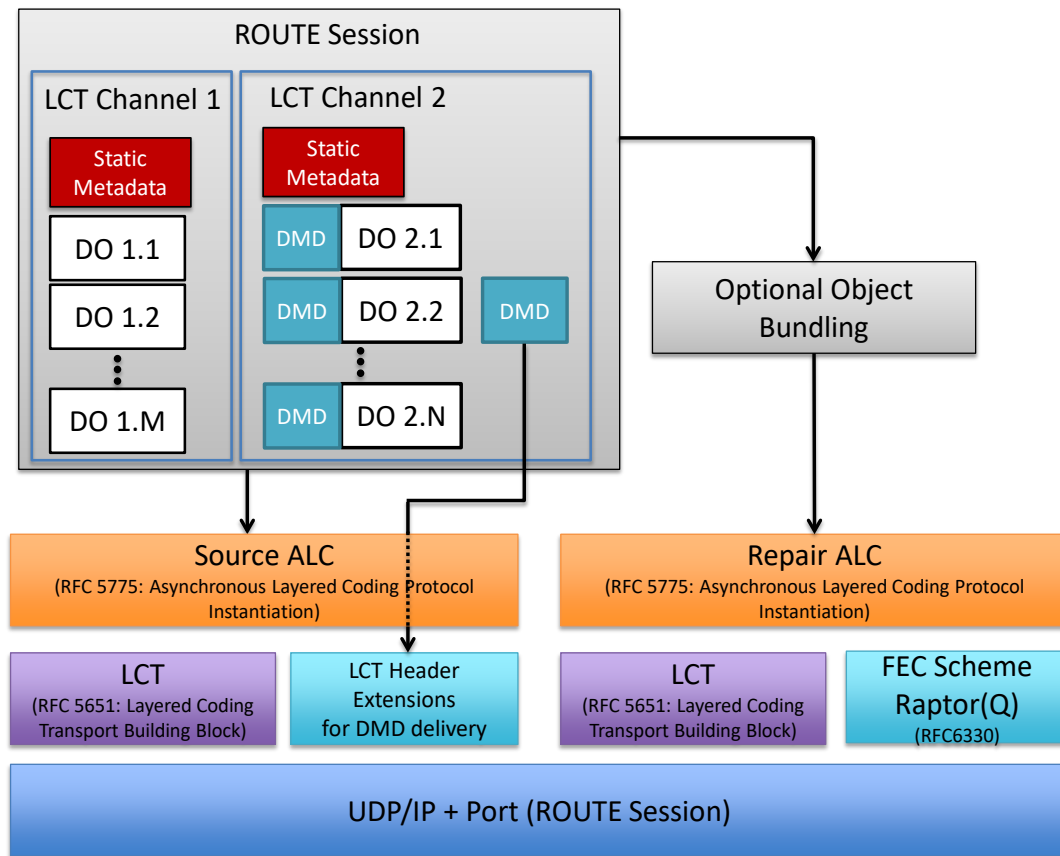 ROUTE Session
LCT Channel 1
Static
Metadata
DO 1.1
DO 1.2
DO 1.M
LCT Channel 2
Static
Metadata
DMD
DO 2.1
DMD
DO 2.2
DMD
DMD
DO 2.N
Optional Object
Bundling
Source ALC
(RFC 5775: Asynchronous Layered Coding Protocol
Instantiation)
Repair ALC
(RFC 5775: Asynchronous Layered Coding Protocol
Instantiation)
LCT
(RFC 5651: Layered Coding
Transport Building Block)
LCT Header
Extensions
for DMD delivery
LCT
(RFC 5651: Layered Coding
Transport Building Block)
FEC Scheme
Raptor(Q)
(RFC6330)
UDP/IP + Port (ROUTE Session)